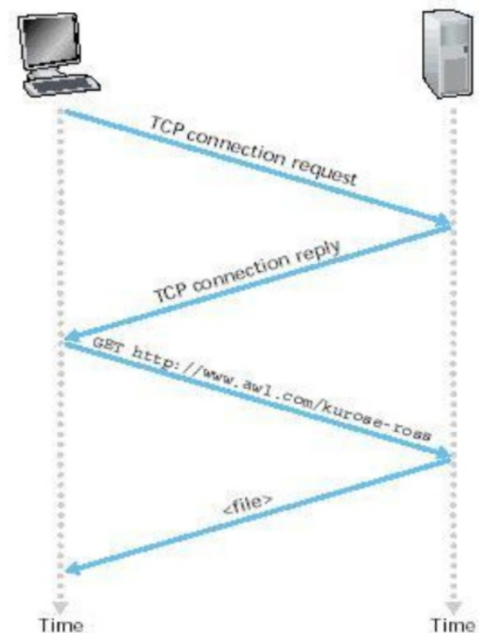 TCP connection request
TCP connection reply
GET http://www.awl.com/kurose-ross
<file>
Time
Time